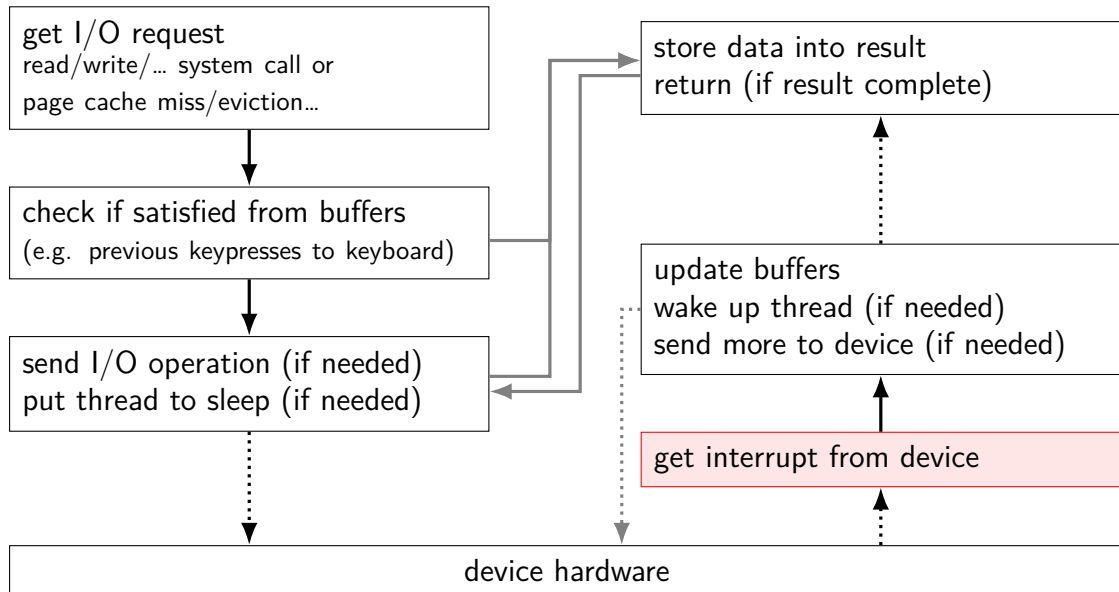 get I/O request
read/write/… system call or
page cache miss/eviction…
check if satisfied from buffers
(e.g. previous keypresses to keyboard)
send I/O operation (if needed)
put thread to sleep (if needed)
store data into result
return (if result complete)
update buffers
wake up thread (if needed)
send more to device (if needed)
get interrupt from device
device hardware